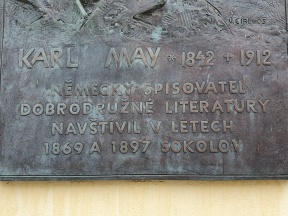 KARL MAY * 1842 + 1912
NĚMECKÝ SPISOVATEL
DOBRODRUŽNÉ LITERATURY
NAVŠTÍVIL V LETECH
1869 A 1897 SOKOLOV